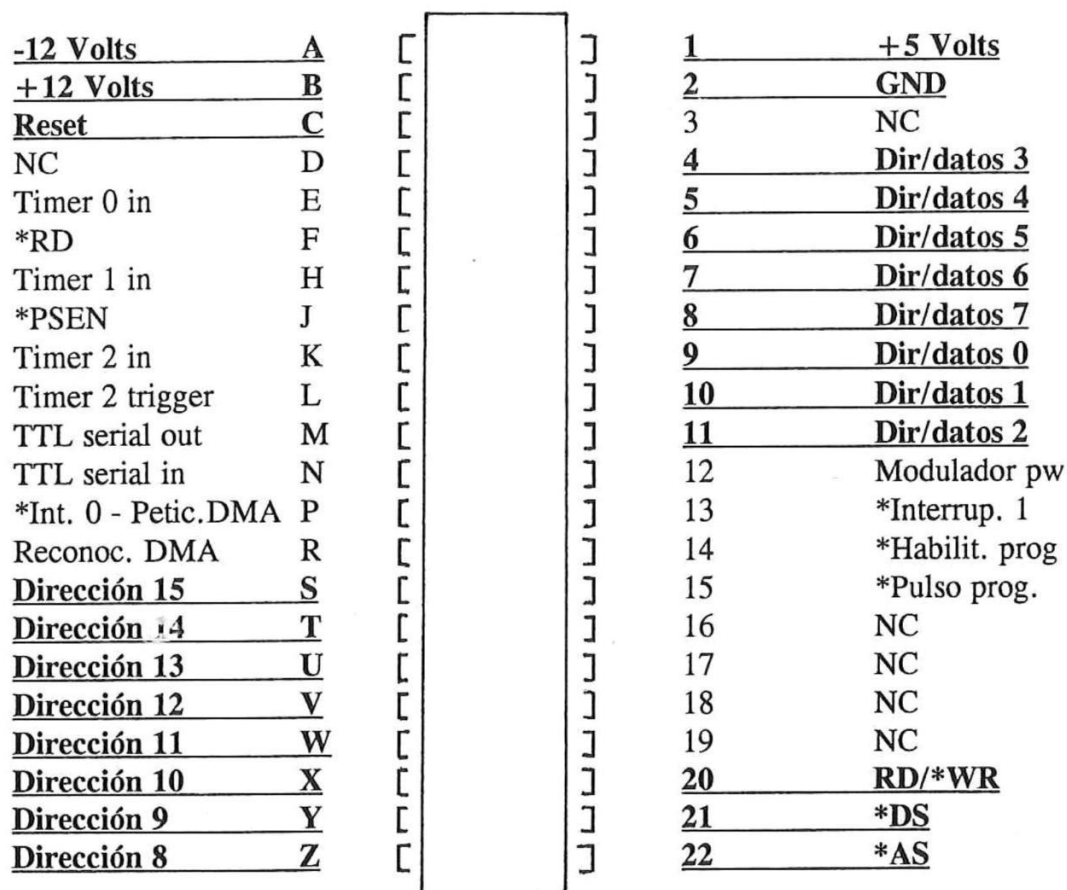 -12 Volts A 1 +5 Volts
+12 Volts B 2 GND
Reset C 3 NC
NC D 4 Dir/datos 3
Timer 0 in E 5 Dir/datos 4
*RD F 6 Dir/datos 5
Timer 1 in H 7 Dir/datos 6
*PSEN J 8 Dir/datos 7
Timer 2 in K 9 Dir/datos 0
Timer 2 trigger L 10 Dir/datos 1
TTL serial out M 11 Dir/datos 2
TTL serial in N 12 Modulador pw
*Int. 0 - Petic.DMA P 13 *Interrup. 1
Reconoc. DMA R 14 *Habilit. prog
Dirección 15 S 15 *Pulso prog.
Dirección 14 T 16 NC
Dirección 13 U 17 NC
Dirección 12 V 18 NC
Dirección 11 W 19 NC
Dirección 10 X 20 RD/*WR
Dirección 9 Y 21 *DS
Dirección 8 Z 22 *AS